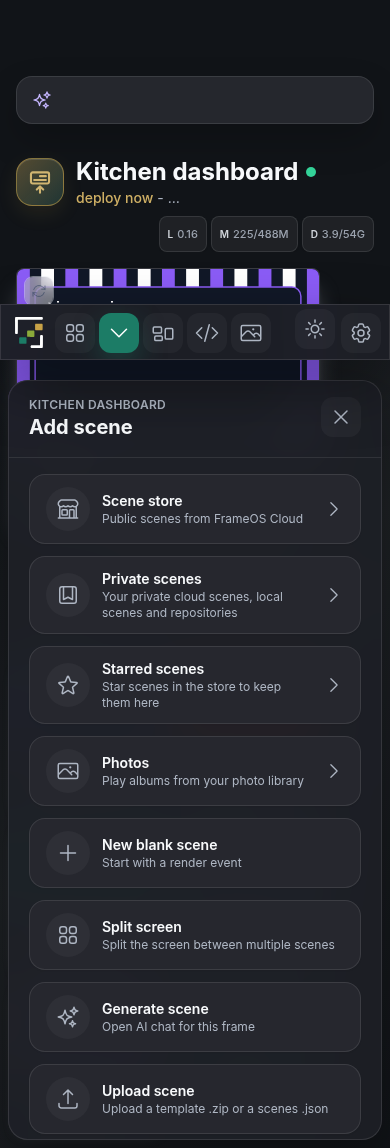 Kitchen dashboard
deploy now - ...
L 0.16
M 225/488M
D 3.9/54G
KITCHEN DASHBOARD
Add scene
Scene store
Public scenes from FrameOS Cloud
Private scenes
Your private cloud scenes, local
scenes and repositories
Starred scenes
Star scenes in the store to keep
them here
Photos
Play albums from your photo library
New blank scene
Start with a render event
Split screen
Split the screen between multiple scenes
Generate scene
Open AI chat for this frame
Upload scene
Upload a template .zip or a scenes .json